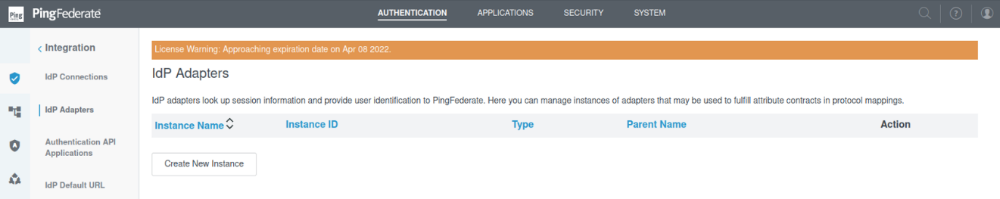 Ping
PingFederate
AUTHENTICATION
APPLICATIONS
SECURITY
SYSTEM
?
< Integration
IdP Connections
IdP Adapters
Authentication API
Applications
IdP Default URL
License Warning: Approaching expiration date on Apr 08 2022.
IdP Adapters
IdP adapters look up session information and provide user identification to PingFederate. Here you can manage instances of adapters that may be used to fulfill attribute contracts in protocol mappings.
Instance Name Instance ID Type Parent Name Action
Create New Instance